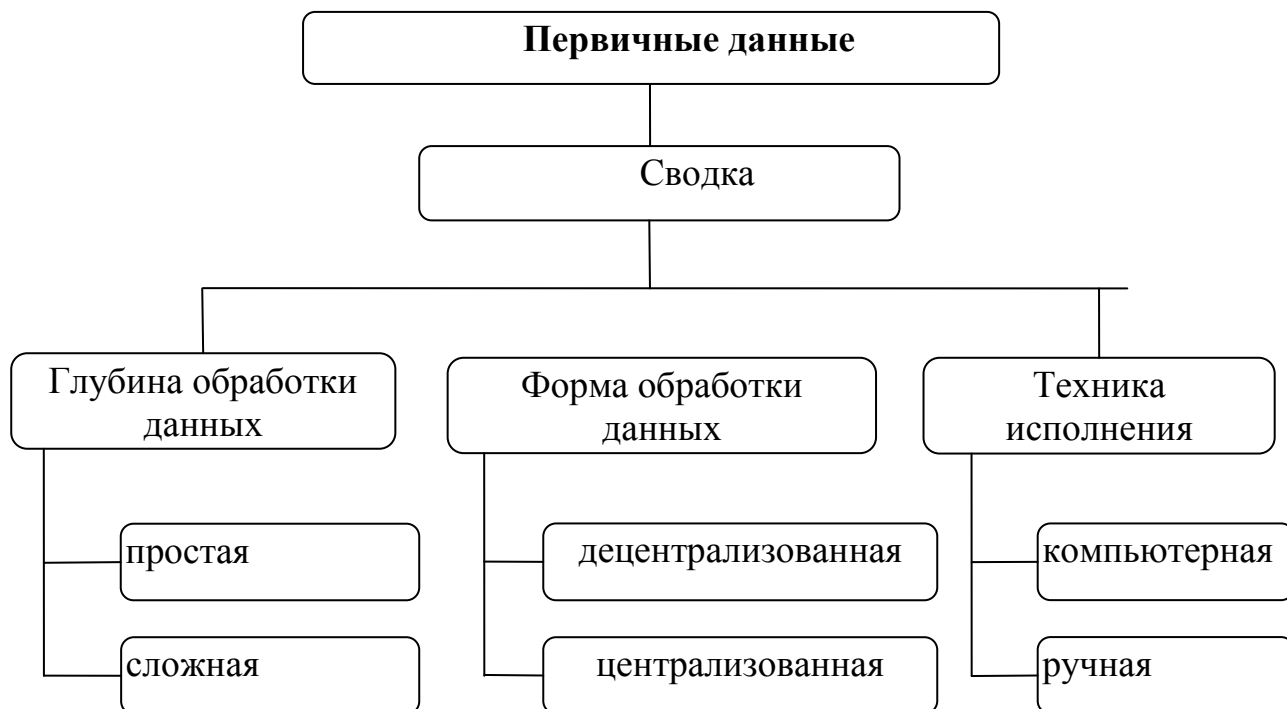 Первичные данные
Сводка
Глубина обработки
данных
Форма обработки
данных
Техника
исполнения
простая
децентрализованная
компьютерная
сложная
централизованная
ручная